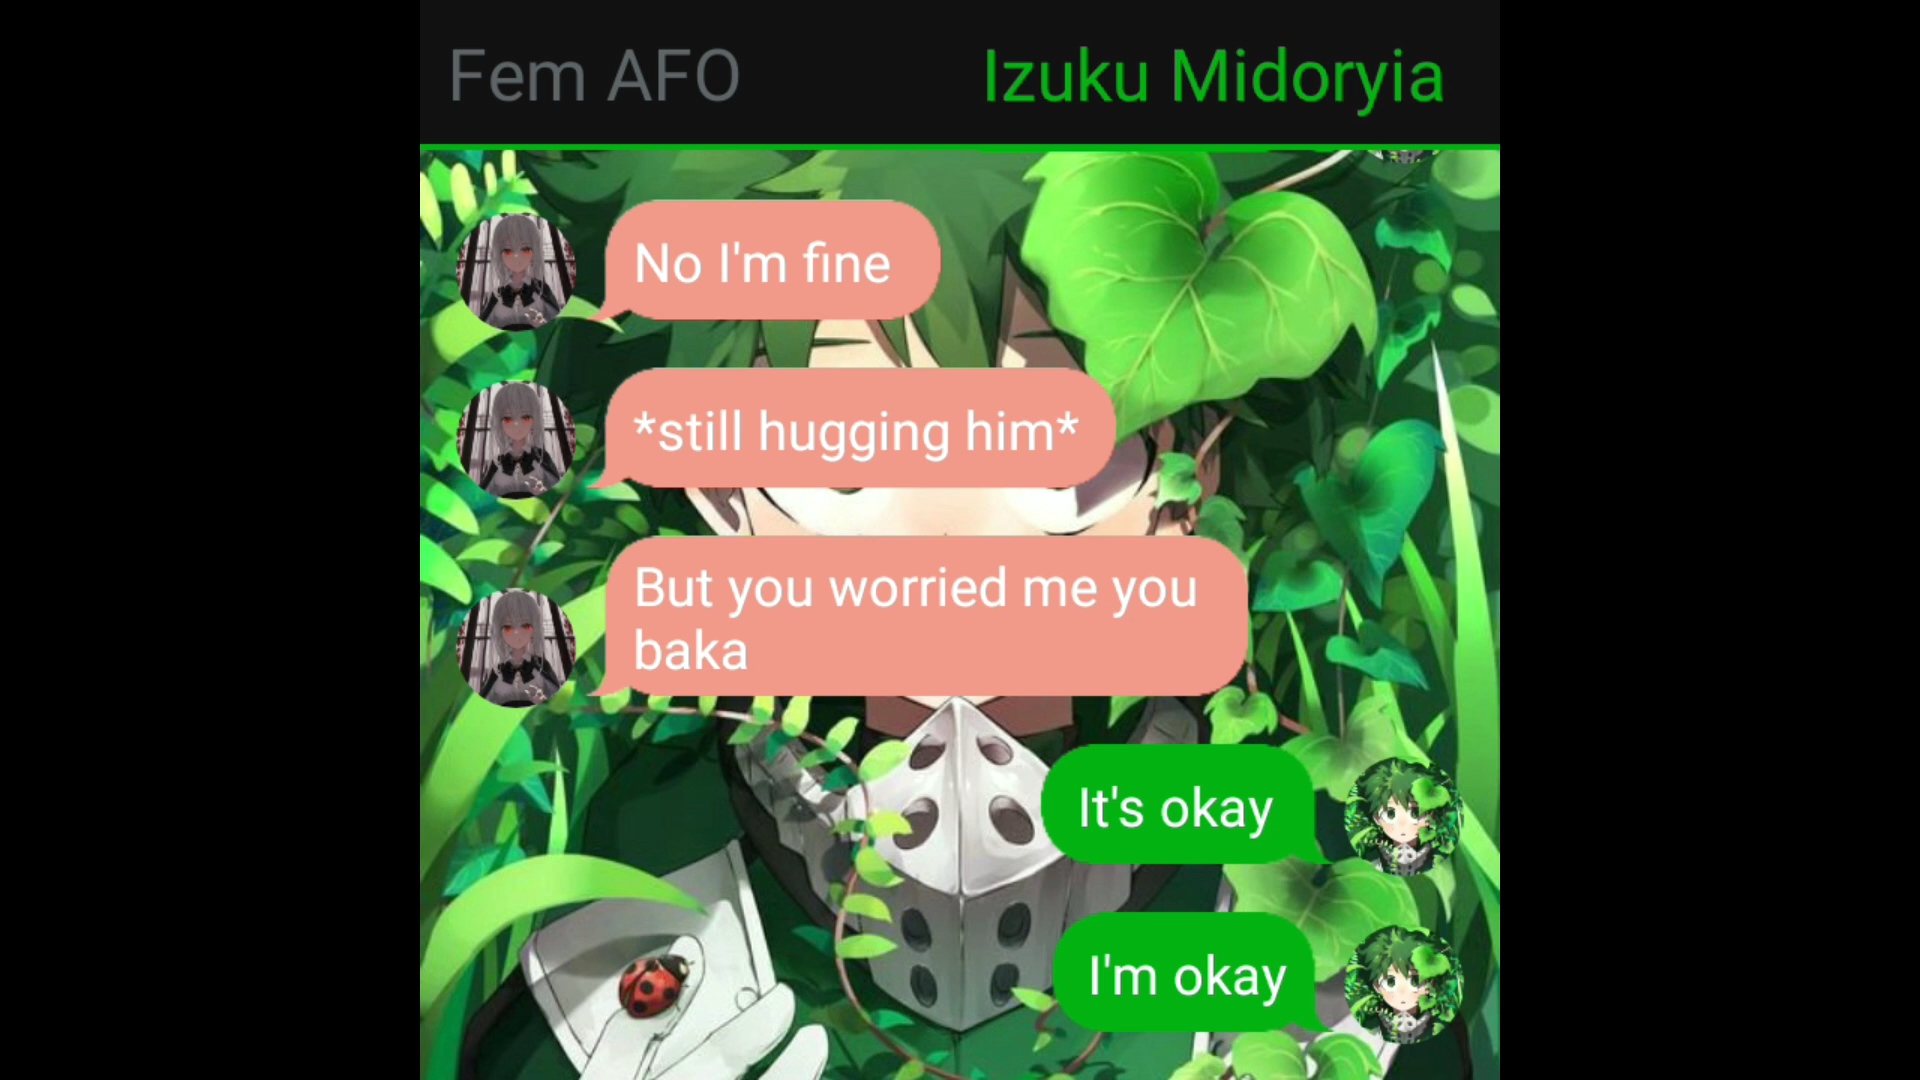 Fem AFO
Izuku Midoryia
No I'm fine
*still hugging him*
But you worried me you
baka
It's okay
I'm okay